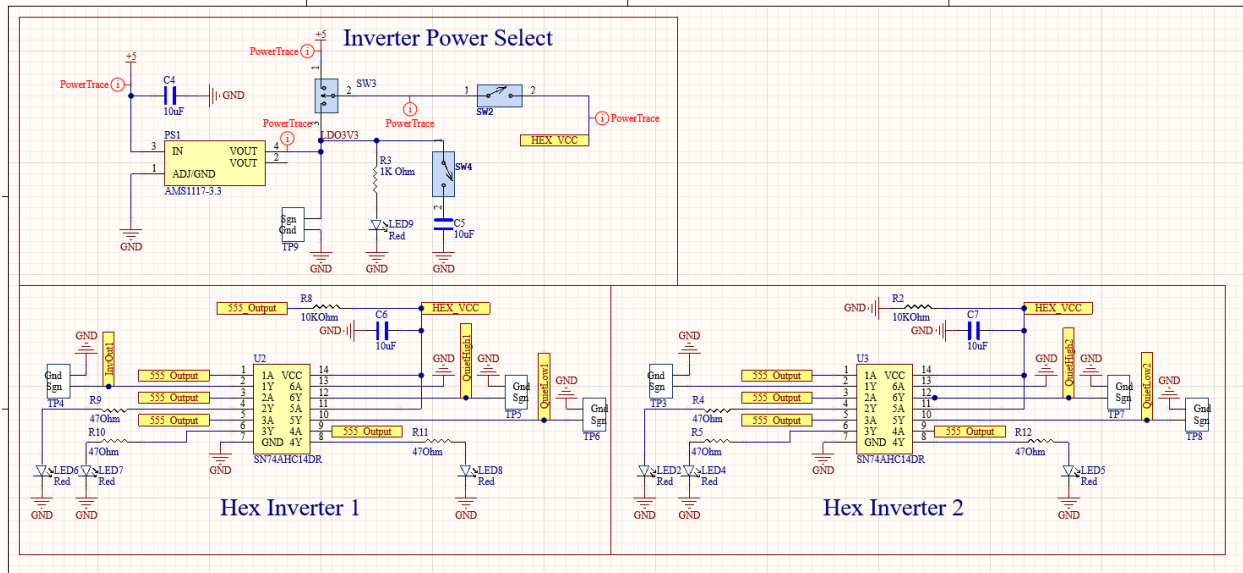 Inverter Power Select
+5
PowerTrace
1
SW3
2
3
+5
PowerTrace
C4
10uF
GND
1
2
SW2
PowerTrace
PowerTrace
HEX_VCC
PowerTrace
LDO3V3
PS1
3 IN VOUT 4
VOUT 2
1 ADJ/GND
AMS1117-3.3
GND
R3
1K Ohm
1
SW4
2
C5
10uF
Sgn
Gnd
TP9
LED9
Red
GND
GND
GND
555_Output
R8
10KOhm
HEX_VCC
GND
C6
10uF
GND
InvOut1
GND
QuietHigh1
GND
QuietLow1
GND
U2
Gnd
Sgn
TP4
555_Output
1 1A VCC 14
2 1Y 6A 13
555_Output
3 2A 6Y 12
4 2Y 5A 11
555_Output
5 3A 5Y 10
6 3Y 4A 9
555_Output
7 GND 4Y 8
SN74AHC14DR
Gnd
Sgn
TP5
Gnd
Sgn
TP6
R9
47Ohm
R10
47Ohm
R11
47Ohm
GND
LED6
Red
LED7
Red
LED8
Red
GND
GND
GND
Hex Inverter 1
GND
R2
10KOhm
HEX_VCC
GND
C7
10uF
GND
GND
QuietHigh2
GND
QuietLow2
GND
U3
Gnd
Sgn
TP3
555_Output
1 1A VCC 14
2 1Y 6A 13
555_Output
3 2A 6Y 12
4 2Y 5A 11
555_Output
5 3A 5Y 10
6 3Y 4A 9
555_Output
7 GND 4Y 8
SN74AHC14DR
Gnd
Sgn
TP7
Gnd
Sgn
TP8
R4
47Ohm
R5
47Ohm
R12
47Ohm
GND
LED2
Red
LED4
Red
LED5
Red
GND
GND
GND
Hex Inverter 2